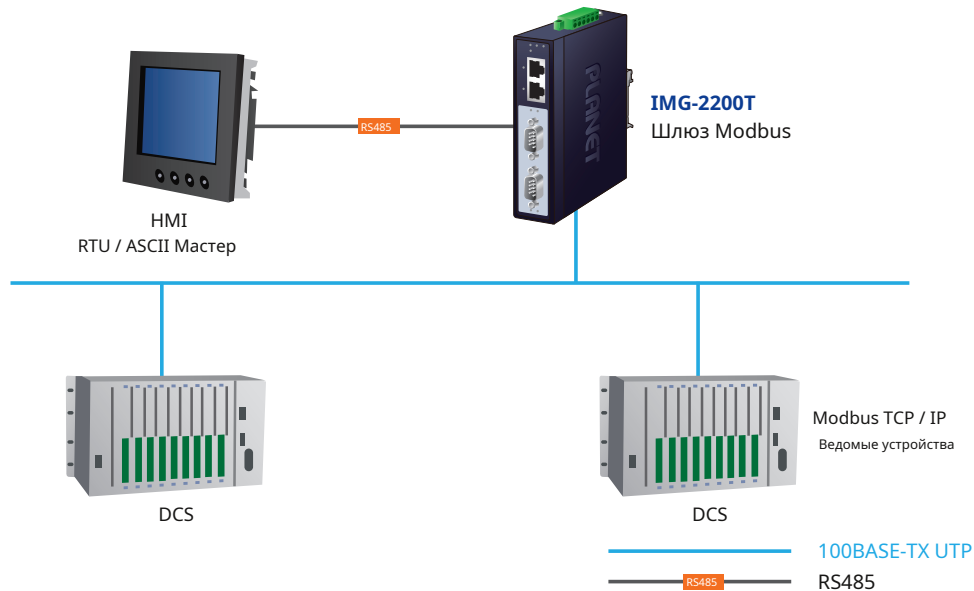 PLANET
IMG-2200T
Шлюз Modbus
RS485
HMI
RTU / ASCII Мастер
Modbus TCP / IP
Ведомые устройства
DCS
DCS
100BASE-TX UTP
RS485
RS485